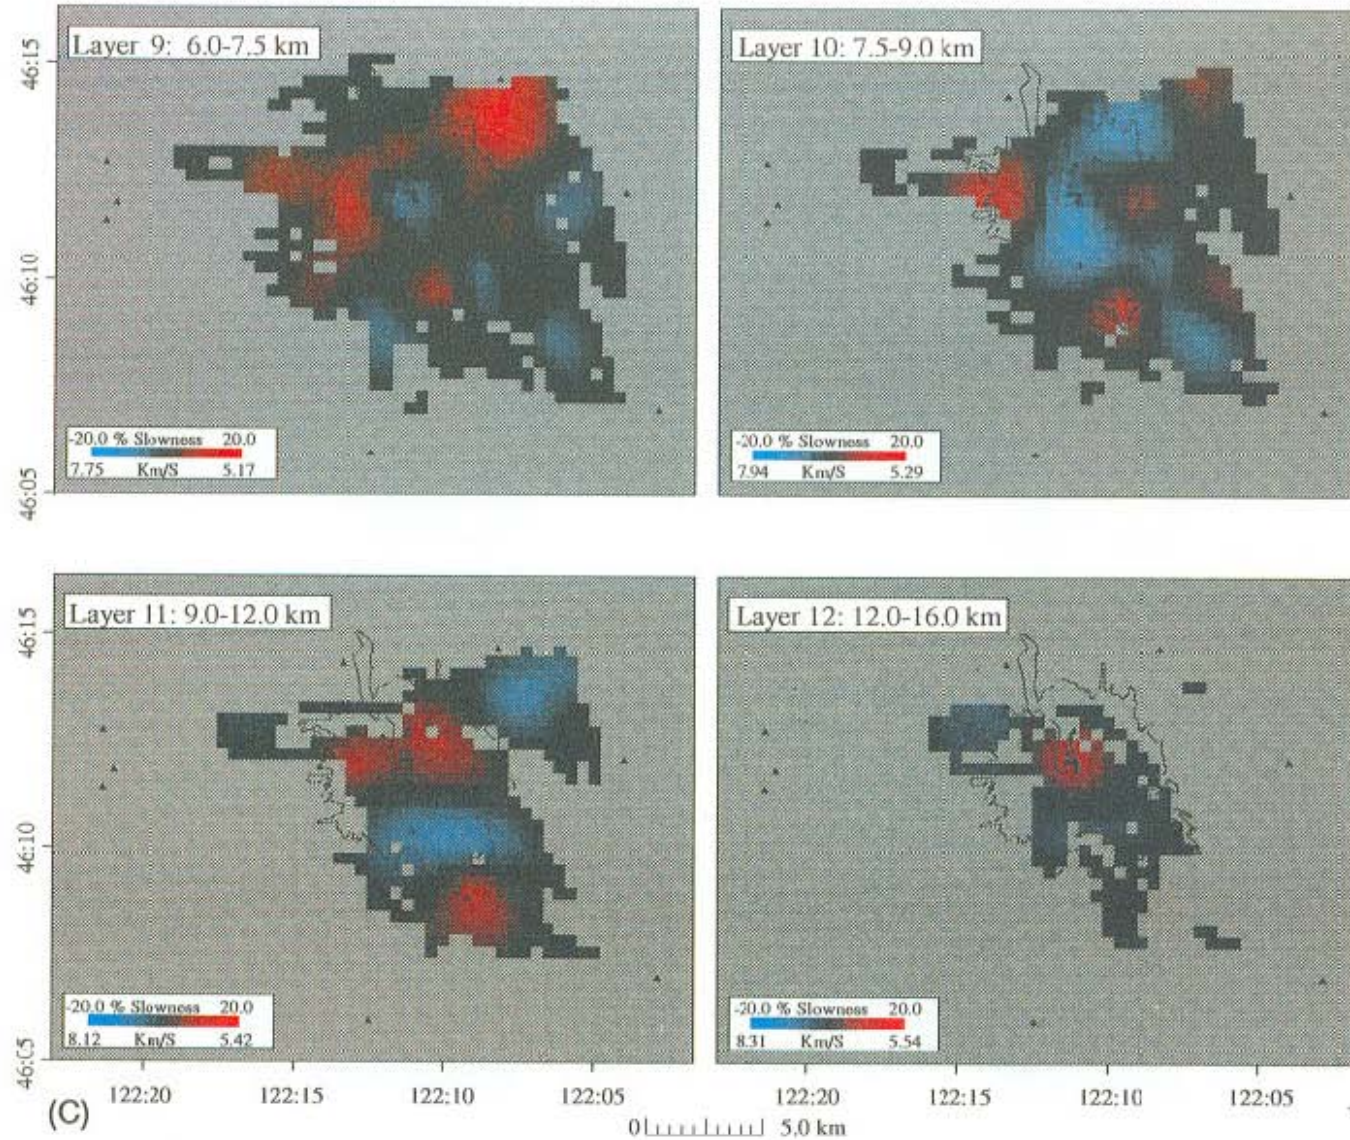 Layer 9: 6.0-7.5 km
Layer 10: 7.5-9.0 km
46:15
46:10
46:05
-20.0 % Slowness 20.0
7.75 Km/S 5.17
-20.0 % Slowness 20.0
7.94 Km/S 5.29
Layer 11: 9.0-12.0 km
Layer 12: 12.0-16.0 km
46:15
46:10
46:05
-20.0 % Slowness 20.0
8.12 Km/S 5.42
-20.0 % Slowness 20.0
8.31 Km/S 5.54
122:20 122:15 122:10 122:05
122:20 122:15 122:10 122:05
(C)
0 5.0 km